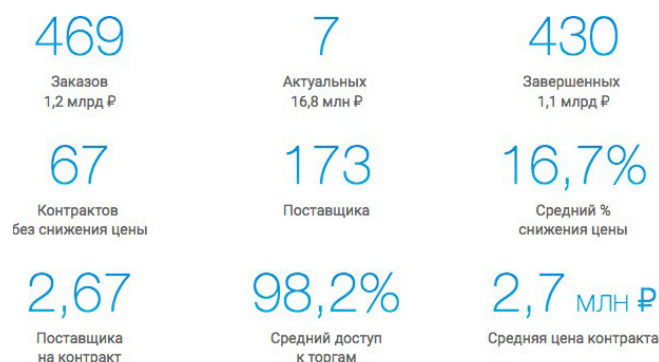 469
Заказов
1,2 млрд ₽
7
Актуальных
16,8 млн ₽
430
Завершенных
1,1 млрд ₽
67
Контрактов
без снижения цены
173
Поставщика
16,7%
Средний %
снижения цены
2,67
Поставщика
на контракт
98,2%
Средний доступ
к торгам
2,7 млн ₽
Средняя цена контракта